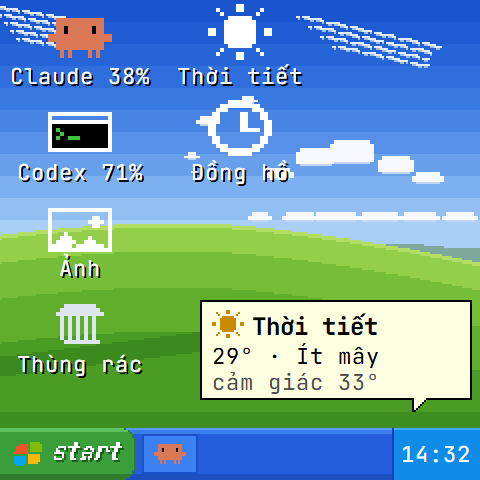 Claude 38%
Thời tiết
Codex 71%
Đồng hồ
Ảnh
Thùng rác
Thời tiết
29° · Ít mây
cảm giác 33°
start
14:32